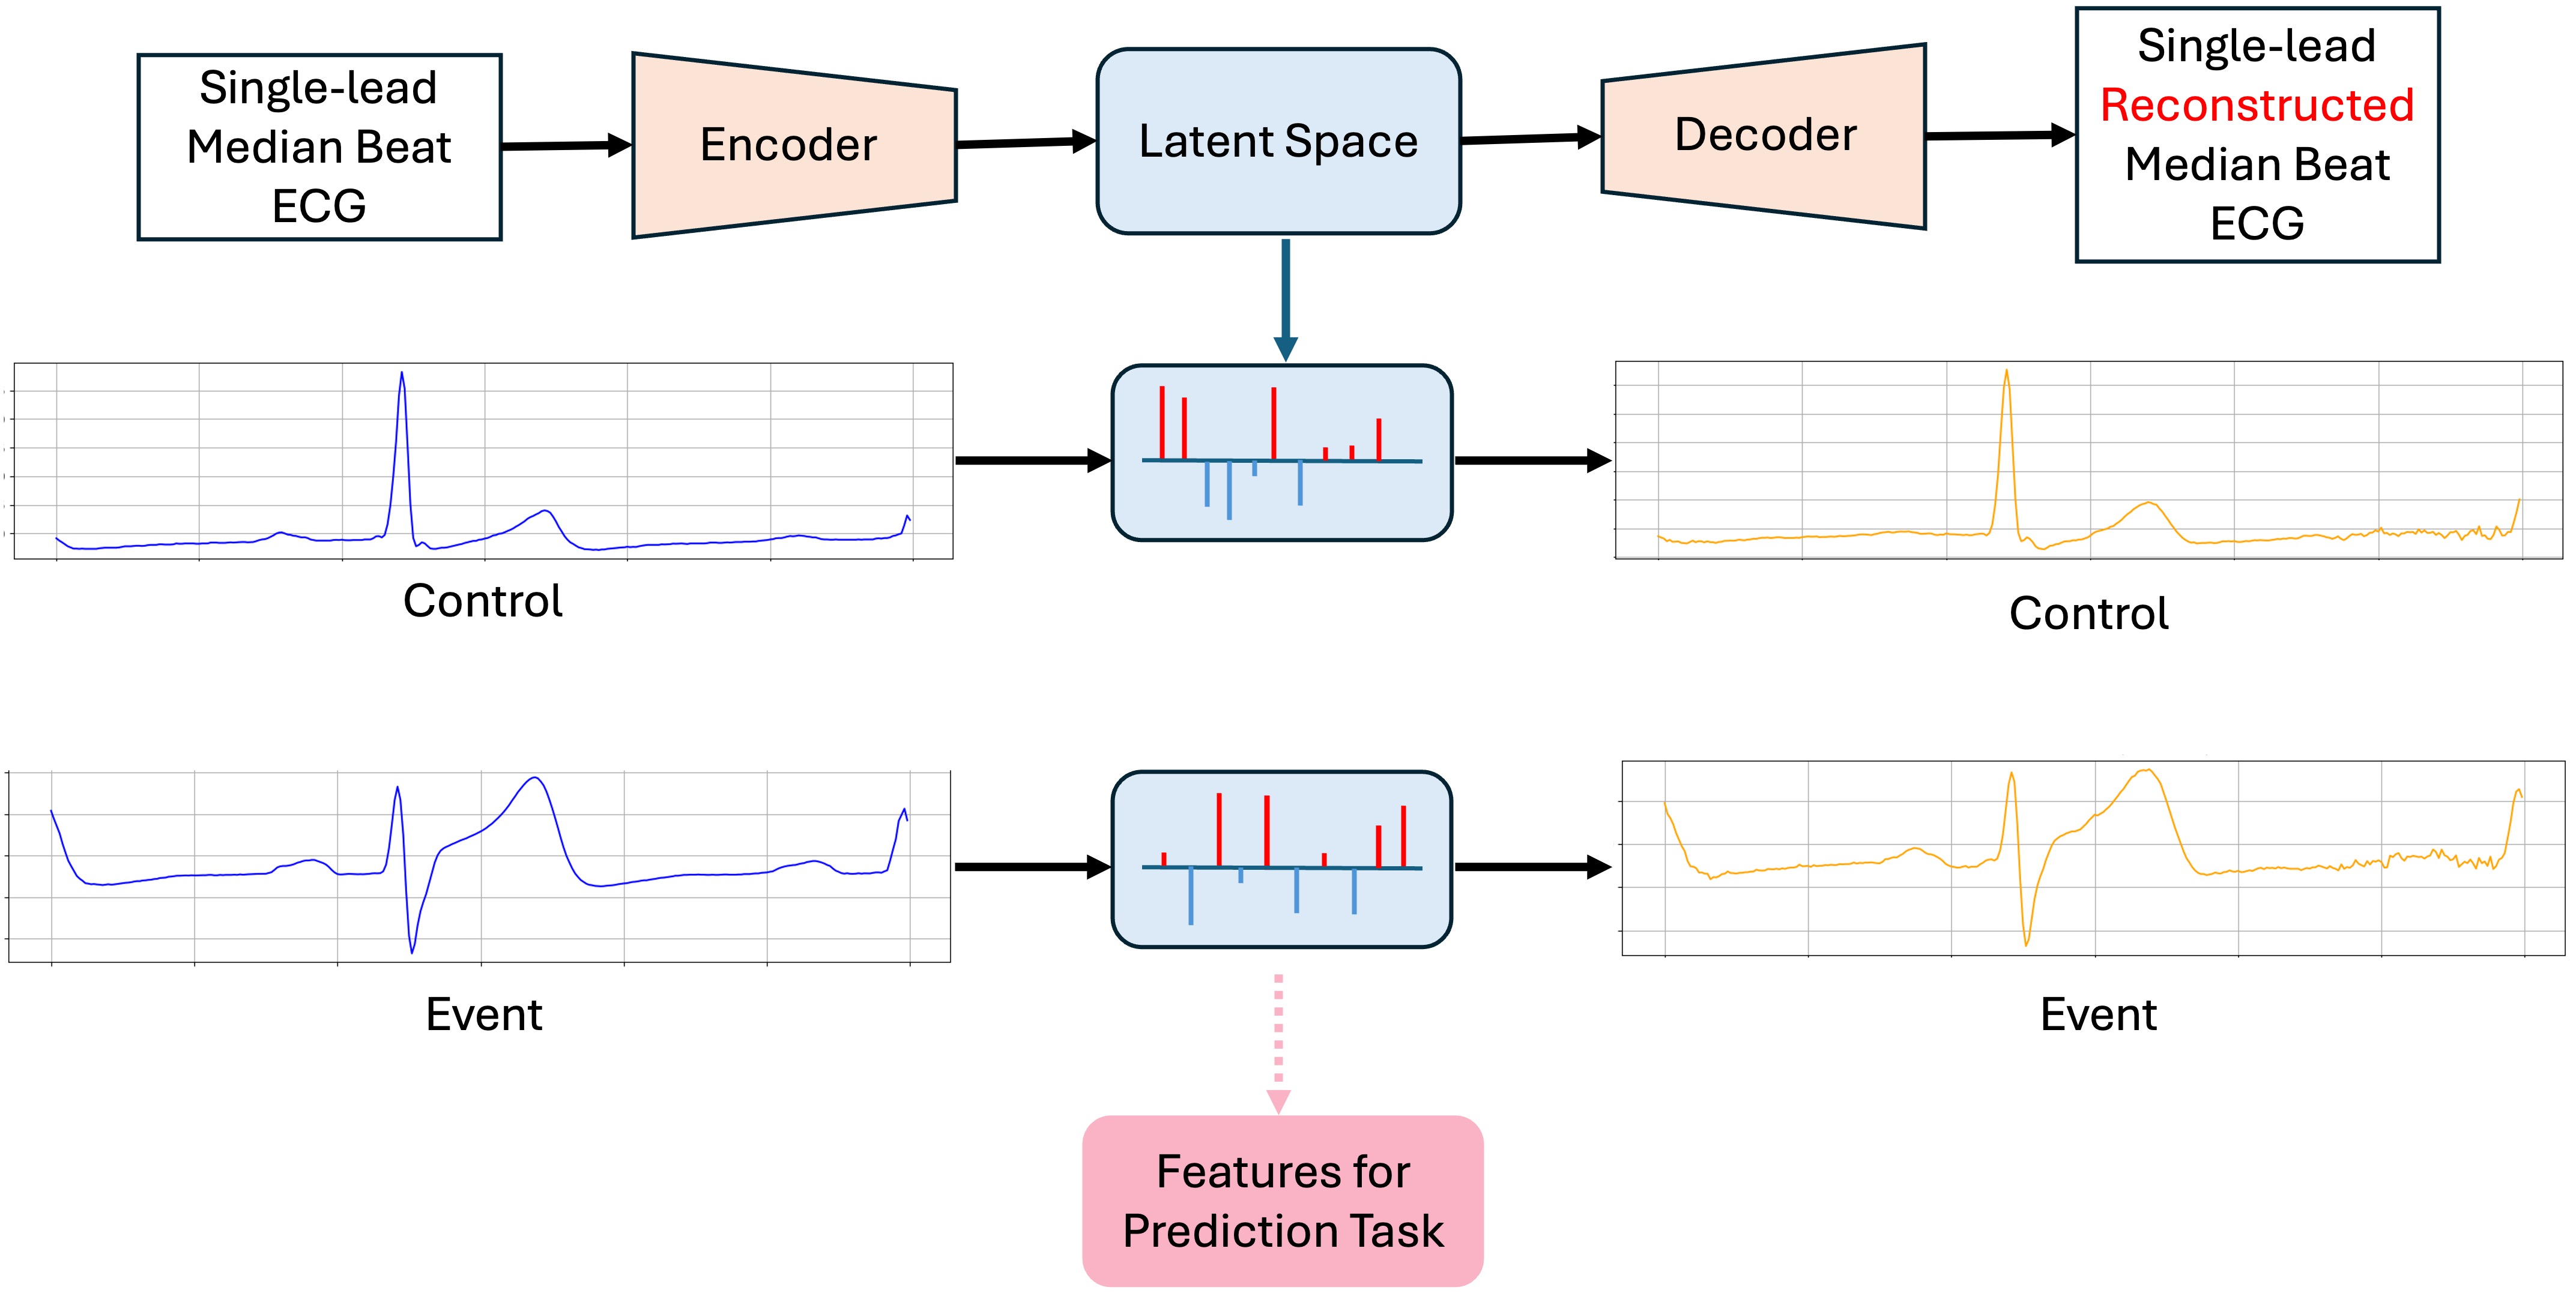 Single-lead
Median Beat
ECG
Encoder
Latent Space
Decoder
Single-lead
Reconstructed
Median Beat
ECG
Control
Control
Event
Event
Features for
Prediction Task